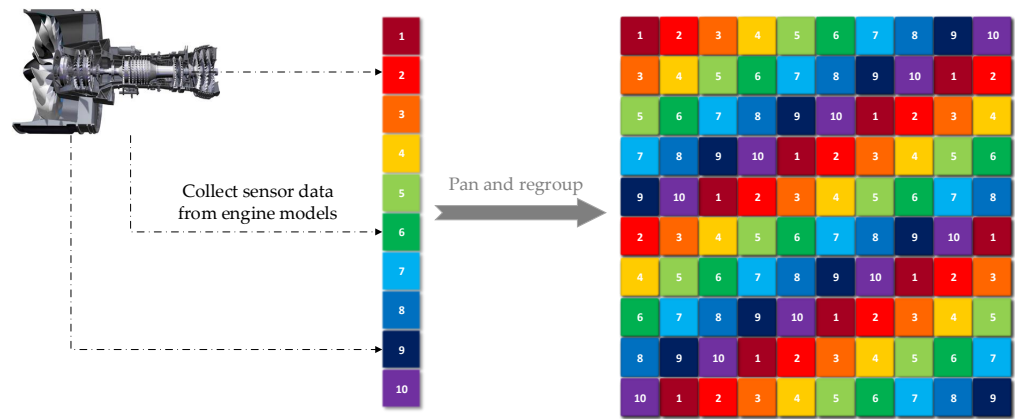 1
2
3
4
5
6
7
8
9
10
Collect sensor data
from engine models
Pan and regroup
1 2 3 4 5 6 7 8 9 10
3 4 5 6 7 8 9 10 1 2
5 6 7 8 9 10 1 2 3 4
7 8 9 10 1 2 3 4 5 6
9 10 1 2 3 4 5 6 7 8
2 3 4 5 6 7 8 9 10 1
4 5 6 7 8 9 10 1 2 3
6 7 8 9 10 1 2 3 4 5
8 9 10 1 2 3 4 5 6 7
10 1 2 3 4 5 6 7 8 9